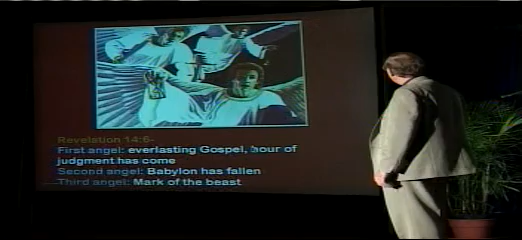 Revelation 14:6-
First angel: everlasting Gospel, hour of
judgment has come
Second angel: Babylon has fallen
Third angel: Mark of the beast